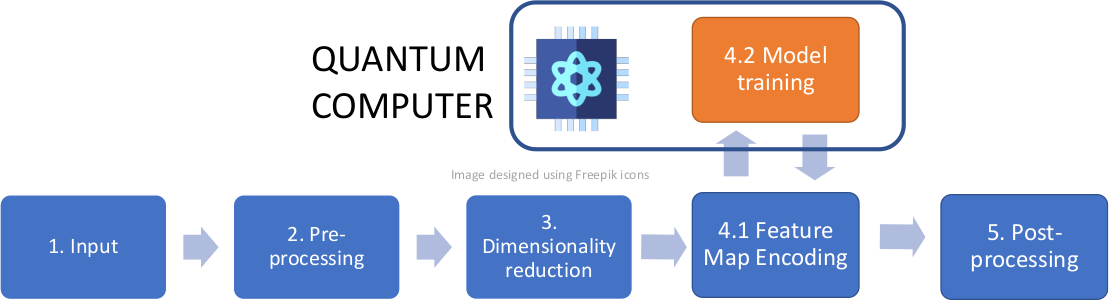 QUANTUM
COMPUTER
4.2 Model
training
Image designed using Freepik icons
1. Input
2. Pre-
processing
3.
Dimensionality
reduction
4.1 Feature
Map Encoding
5. Post-
processing